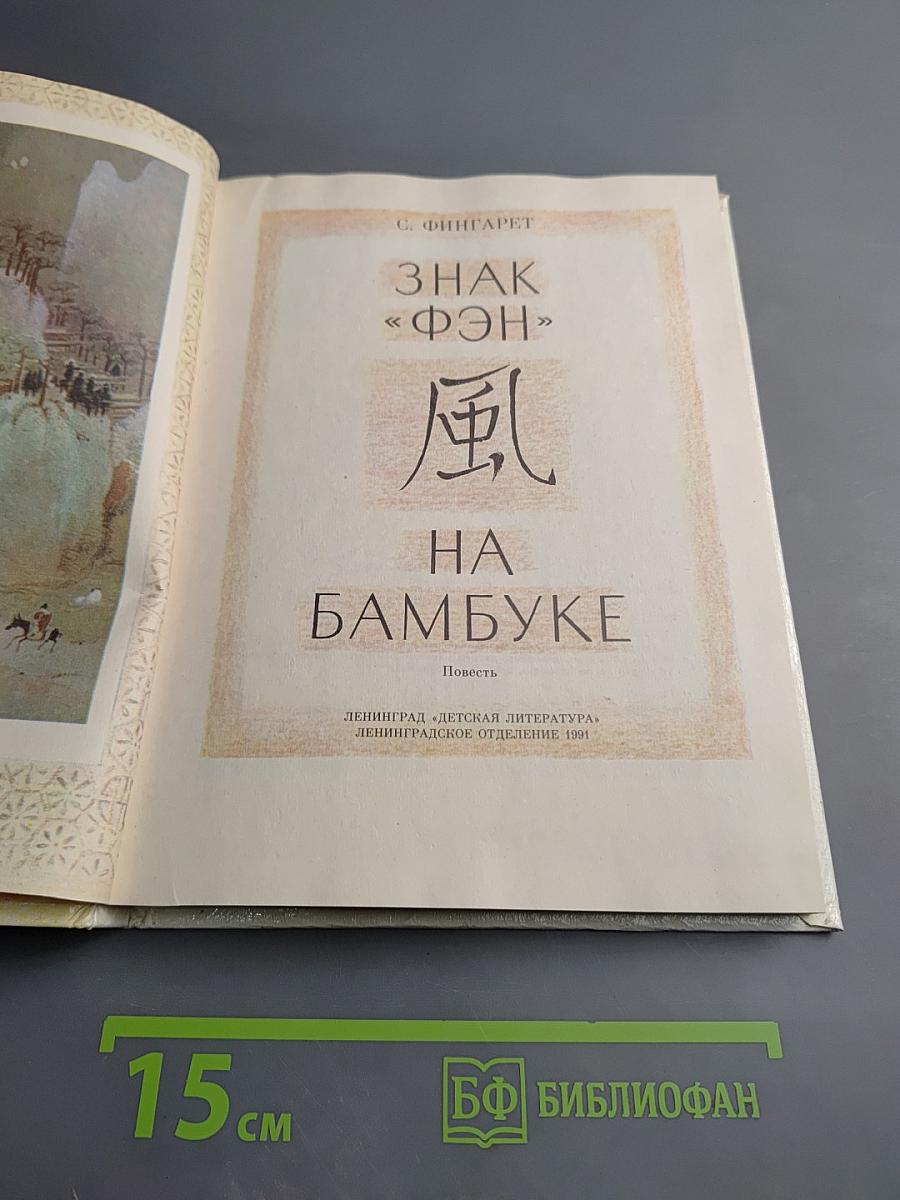 С. ФИНГАРЕТ
ЗНАК
«ФЭН»
風
НА
БАМБУКЕ
Повесть
ЛЕНИНГРАД «ДЕТСКАЯ ЛИТЕРАТУРА»
ЛЕНИНГРАДСКОЕ ОТДЕЛЕНИЕ 1991
15 см
БФ БИБЛИОФАН